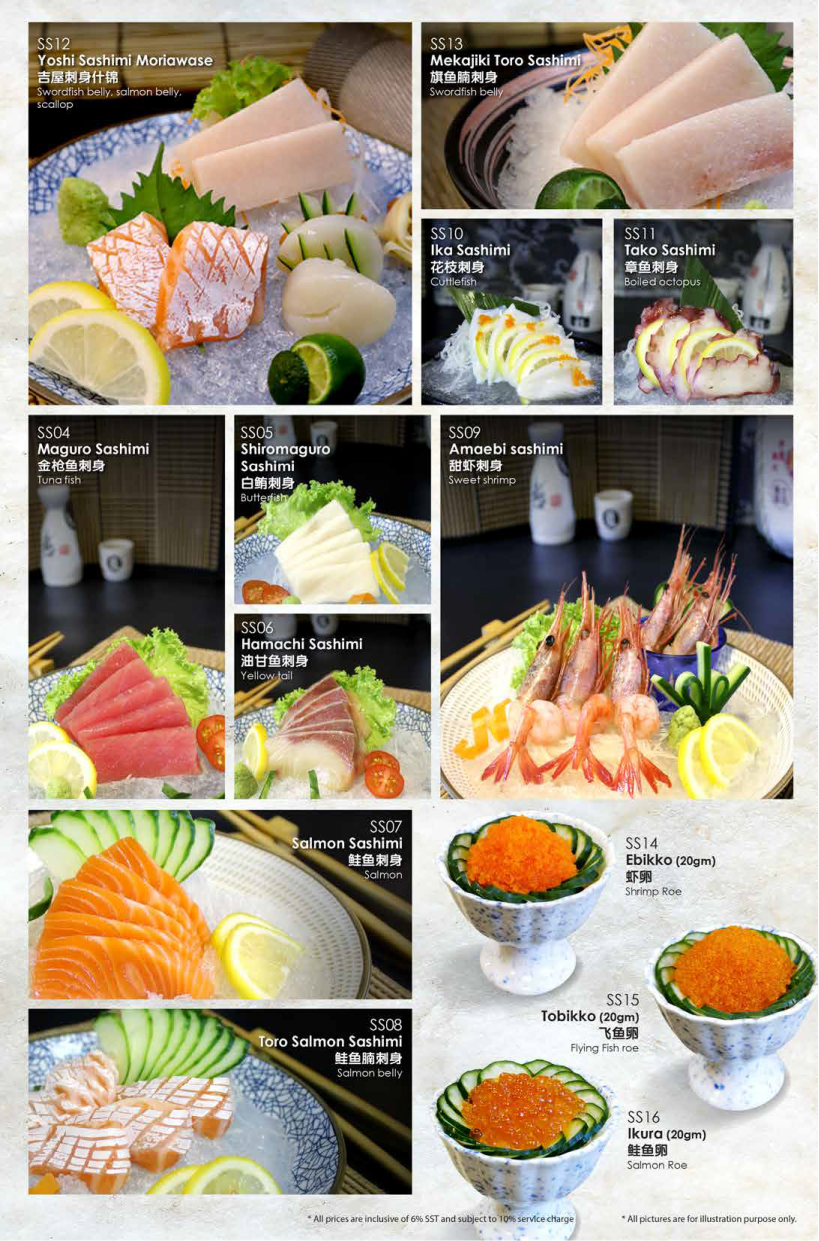 SS12
Yoshi Sashimi Moriawase
吉屋刺身什锦
Swordfish belly, salmon belly,
scallop
SS13
Mekajiki Toro Sashimi
旗鱼腩刺身
Swordfish belly
SS10
Ika Sashimi
花枝刺身
Cuttlefish
SS11
Tako Sashimi
章鱼刺身
Boiled octopus
SS04
Maguro Sashimi
金枪鱼刺身
Tuna fish
SS05
Shiromaguro
Sashimi
白鲔刺身
Butterfish
SS06
Hamachi Sashimi
油甘鱼刺身
Yellow tail
SS09
Amaebi sashimi
甜虾刺身
Sweet shrimp
SS07
Salmon Sashimi
鲑鱼刺身
Salmon
SS08
Toro Salmon Sashimi
鲑鱼腩刺身
Salmon belly
SS14
Ebikko (20gm)
虾卵
Shrimp Roe
SS15
Tobikko (20gm)
飞鱼卵
Flying Fish roe
SS16
Ikura (20gm)
鲑鱼卵
Salmon Roe
* All prices are inclusive of 6% SST and subject to 10% service charge
* All pictures are for illustration purpose only.